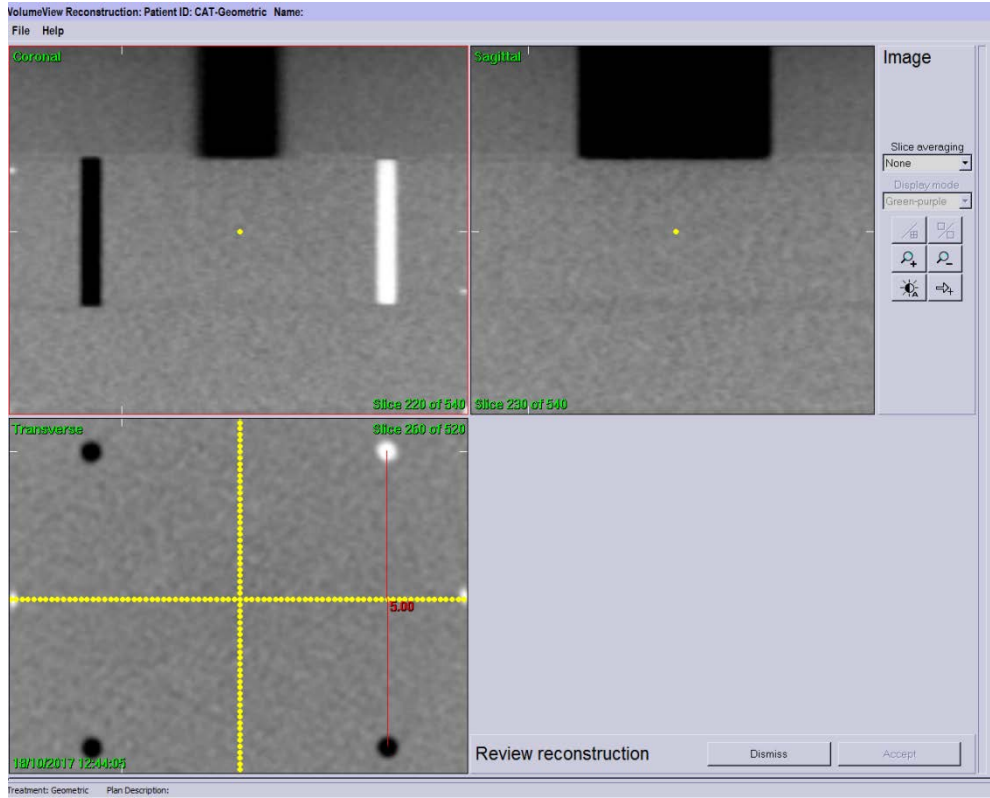 VolumeView Reconstruction: Patient ID: CAT-Geometric Name:
File Help
Coronal
Slice 220 of 540
Sagittal
Slice 230 of 540
Image
Slice averaging
None
Display mode
Green-purple
Transverse
Slice 260 of 520
5.00
18/10/2017 12:44:05
Review reconstruction
Dismiss
Accept
Treatment: Geometric Plan Description: